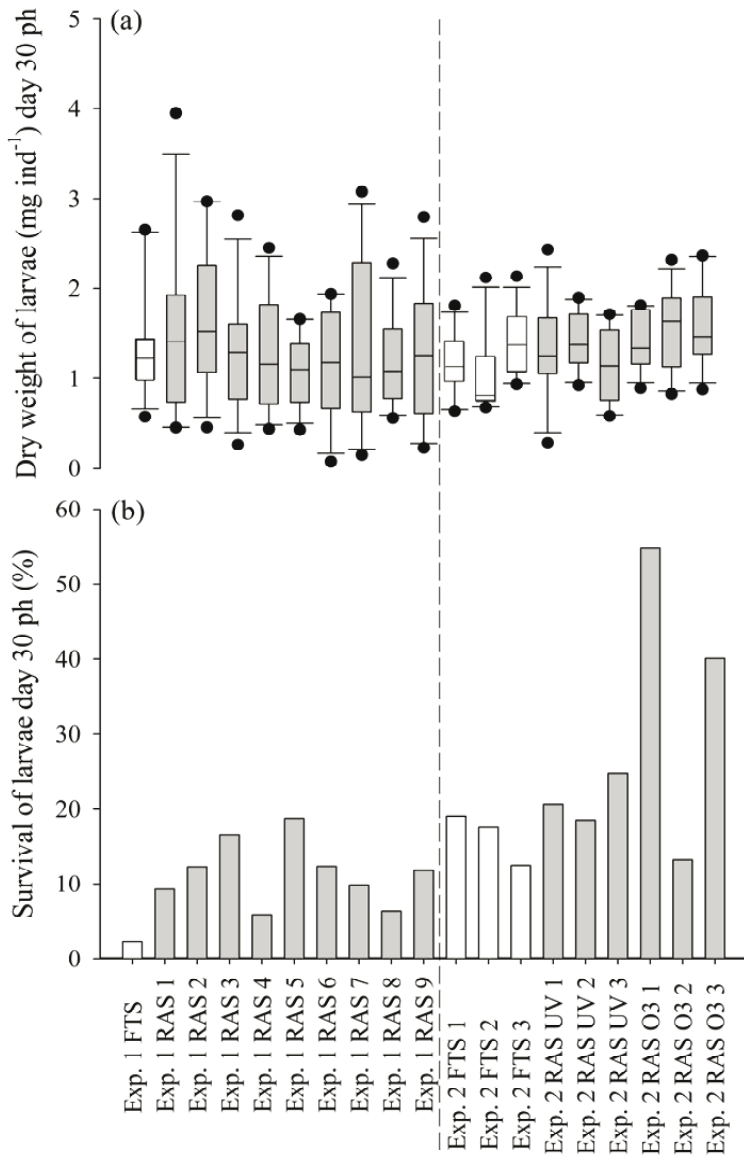 (a)
Dry weight of larvae (mg ind⁻¹) day 30 ph
5
4
3
2
1
0
(b)
Survival of larvae day 30 ph (%)
60
50
40
30
20
10
0
Exp. 1 FTS
Exp. 1 RAS 1
Exp. 1 RAS 2
Exp. 1 RAS 3
Exp. 1 RAS 4
Exp. 1 RAS 5
Exp. 1 RAS 6
Exp. 1 RAS 7
Exp. 1 RAS 8
Exp. 1 RAS 9
Exp. 2 FTS 1
Exp. 2 FTS 2
Exp. 2 FTS 3
Exp. 2 RAS UV 1
Exp. 2 RAS UV 2
Exp. 2 RAS UV 3
Exp. 2 RAS O3 1
Exp. 2 RAS O3 2
Exp. 2 RAS O3 3